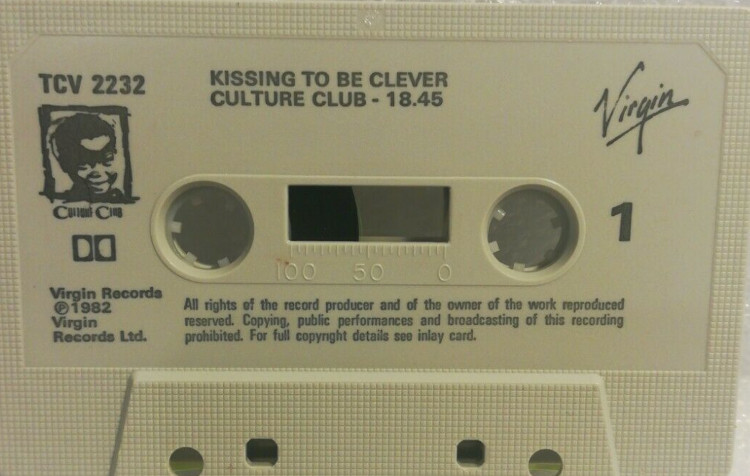 TCV 2232
KISSING TO BE CLEVER
CULTURE CLUB - 18.45
Virgin
CULTURE CLUB
1
100 50 0
Virgin Records
℗1982
Virgin
Records Ltd.
All rights of the record producer and of the owner of the work reproduced
reserved. Copying, public performances and broadcasting of this recording
prohibited. For full copyright details see inlay card.